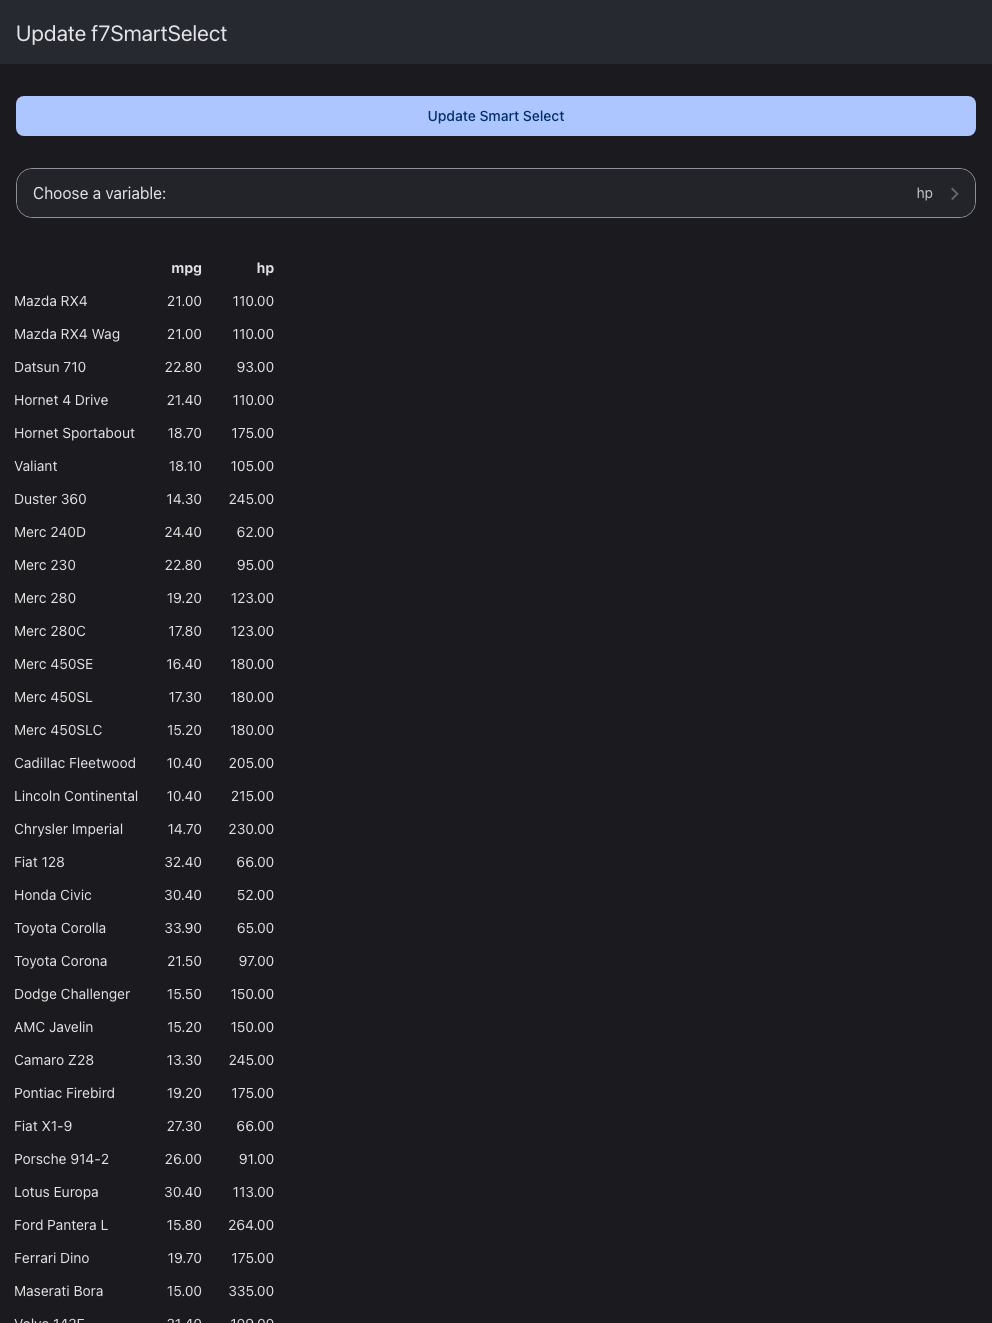 Update f7SmartSelect
Update Smart Select
Choose a variable: hp
mpg hp
Mazda RX4 21.00 110.00
Mazda RX4 Wag 21.00 110.00
Datsun 710 22.80 93.00
Hornet 4 Drive 21.40 110.00
Hornet Sportabout 18.70 175.00
Valiant 18.10 105.00
Duster 360 14.30 245.00
Merc 240D 24.40 62.00
Merc 230 22.80 95.00
Merc 280 19.20 123.00
Merc 280C 17.80 123.00
Merc 450SE 16.40 180.00
Merc 450SL 17.30 180.00
Merc 450SLC 15.20 180.00
Cadillac Fleetwood 10.40 205.00
Lincoln Continental 10.40 215.00
Chrysler Imperial 14.70 230.00
Fiat 128 32.40 66.00
Honda Civic 30.40 52.00
Toyota Corolla 33.90 65.00
Toyota Corona 21.50 97.00
Dodge Challenger 15.50 150.00
AMC Javelin 15.20 150.00
Camaro Z28 13.30 245.00
Pontiac Firebird 19.20 175.00
Fiat X1-9 27.30 66.00
Porsche 914-2 26.00 91.00
Lotus Europa 30.40 113.00
Ford Pantera L 15.80 264.00
Ferrari Dino 19.70 175.00
Maserati Bora 15.00 335.00
Volvo 142E 21.40 109.00